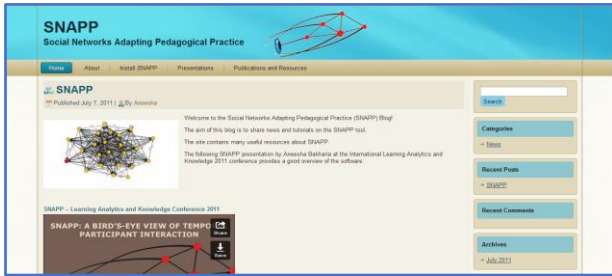 SNAPP
Social Networks Adapting Pedagogical Practice
Home About Install SNAPP Presentations Publications and Resources
SNAPP
Published July 7, 2011 | By Aneesha
Welcome to the Social Networks Adapting Pedagogical Practice (SNAPP) Blog!
The aim of this blog is to share news and tutorials on the SNAPP tool.
The site contains many useful resources about SNAPP.
The following SNAPP presentation by Aneesha Bakharia at the International Learning Analytics and
Knowledge 2011 conference provides a good overview of the software:
SNAPP – Learning Analytics and Knowledge Conference 2011
SNAPP: A BIRD'S-EYE VIEW OF TEMPO
PARTICIPANT INTERACTION
Share
Save
Search
Categories
News
Recent Posts
SNAPP
Recent Comments
Archives
July 2011